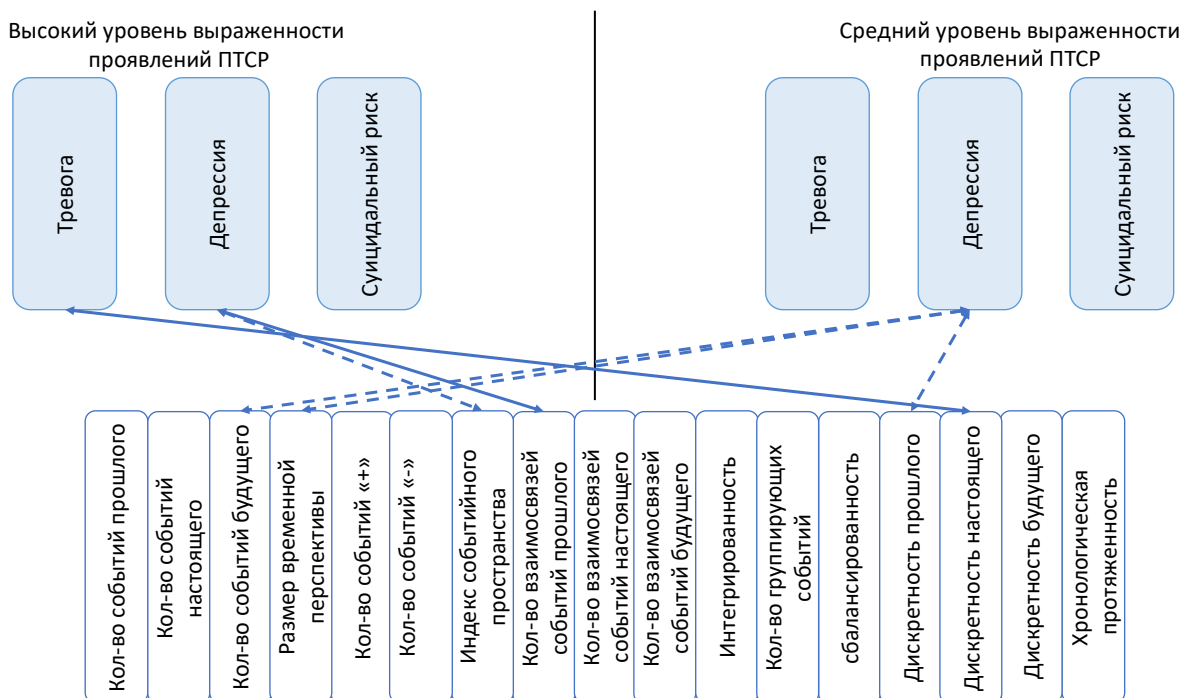 Высокий уровень выраженности
проявлений ПТСР
Средний уровень выраженности
проявлений ПТСР
Тревога
Депрессия
Суицидальный риск
Тревога
Депрессия
Суицидальный риск
Кол-во событий прошлого
Кол-во событий
настоящего
Кол-во событий будущего
Размер временной
перспективы
Кол-во событий «+»
Кол-во событий «-»
Индекс событийного
пространства
Кол-во взаимосвязей
событий прошлого
Кол-во взаимосвязей
событий настоящего
Кол-во взаимосвязей
событий будущего
Интегрированность
Кол-во группирующих
событий
сбалансированность
Дискретность прошлого
Дискретность настоящего
Дискретность будущего
Хронологическая
протяженность